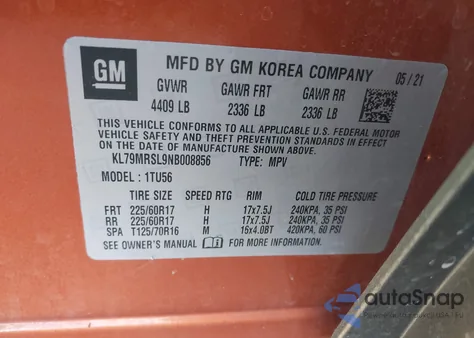 GM
MFD BY GM KOREA COMPANY 05/21
GVWR GAWR FRT GAWR RR
4409 LB 2336 LB 2336 LB
THIS VEHICLE CONFORMS TO ALL APPLICABLE U.S. FEDERAL MOTOR
VEHICLE SAFETY AND THEFT PREVENTION STANDARDS IN EFFECT
ON THE DATE OF MANUFACTURE SHOWN ABOVE.
KL79MRSL9NB008856 TYPE: MPV
MODEL: 1TU56
TIRE SIZE SPEED RTG RIM COLD TIRE PRESSURE
FRT 225/60R17 H 17x7.5J 240KPA, 35 PSI
RR 225/60R17 H 17x7.5J 240KPA, 35 PSI
SPA T125/70R16 M 16x4.0BT 420KPA, 60 PSI
SEE OWNER'S MANUAL FOR MORE INFORMATION.
autoSnap